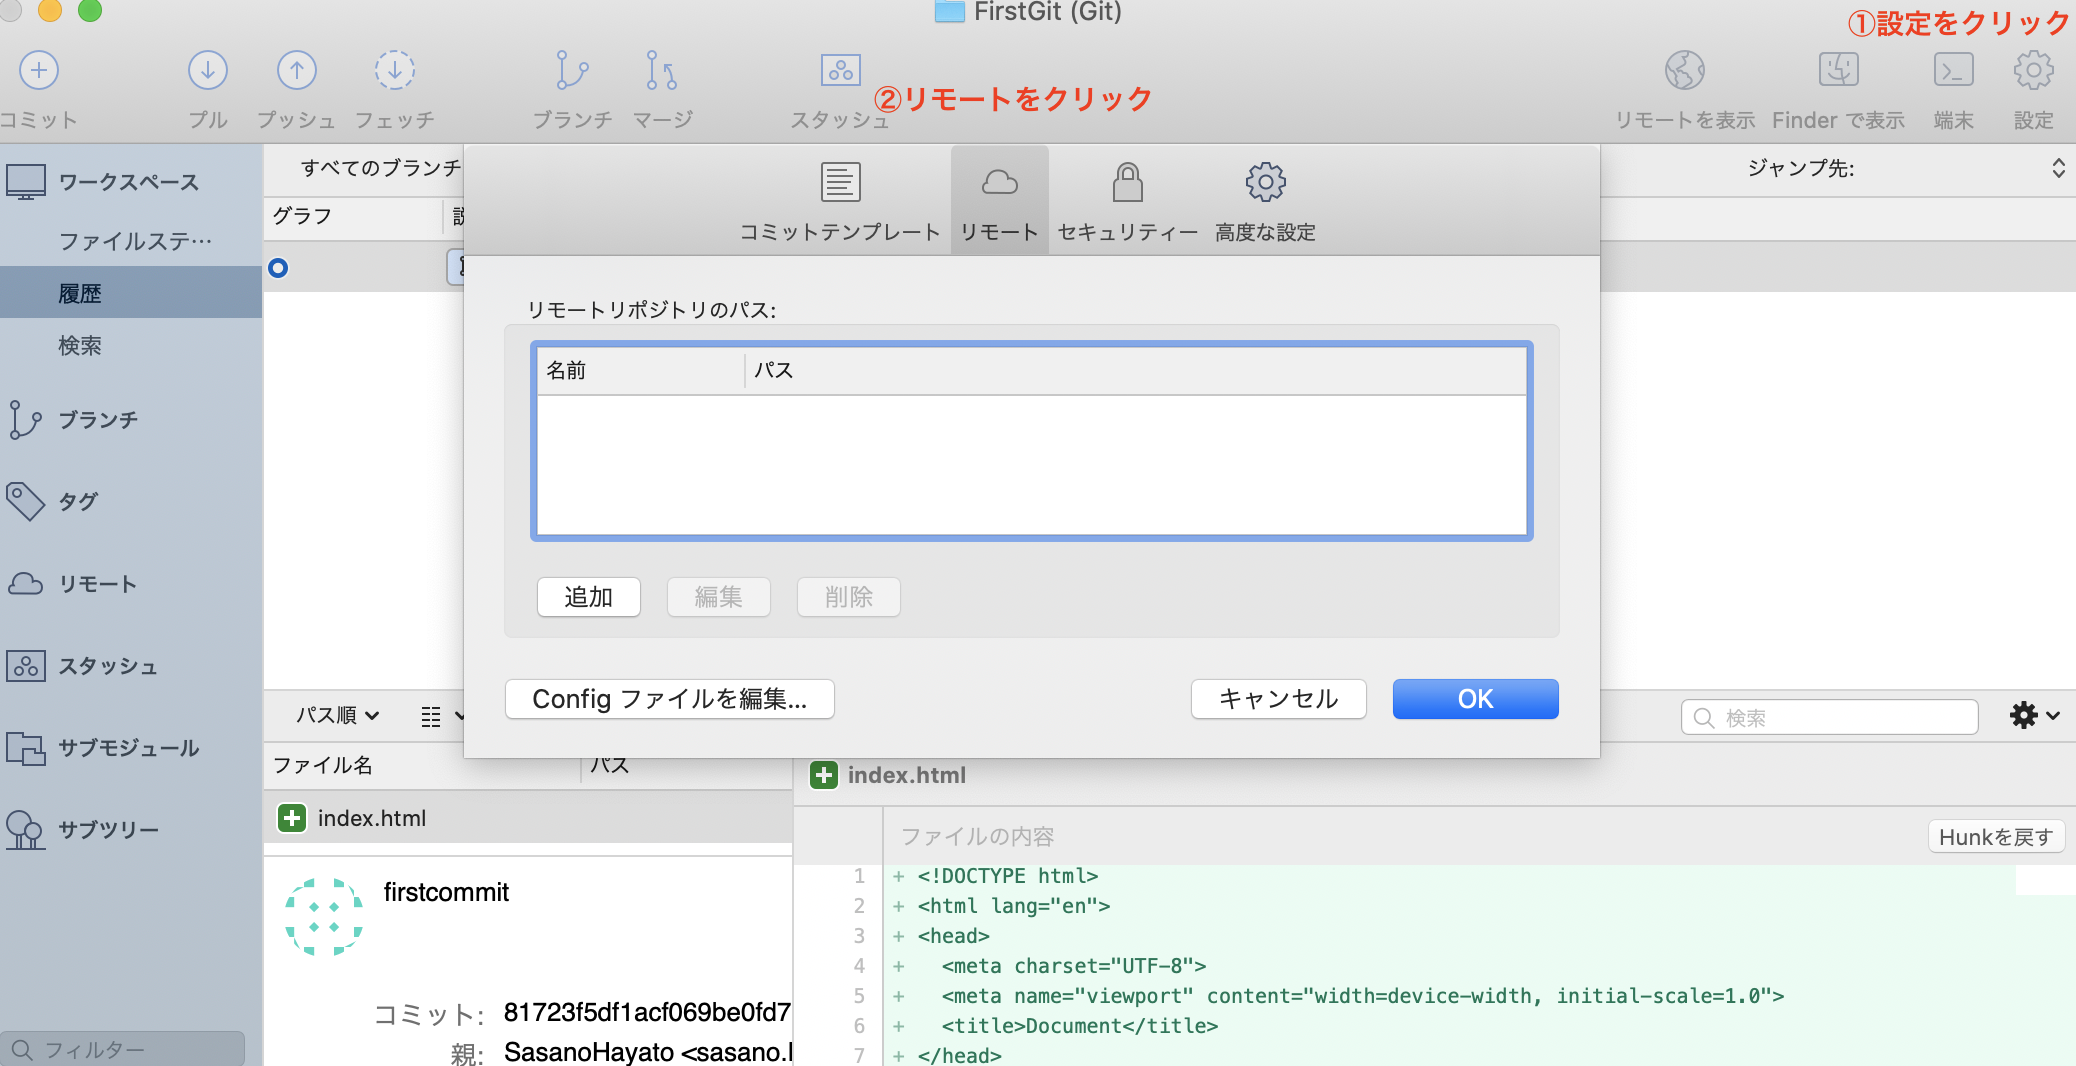 FirstGit (Git)
①設定をクリック
②リモートをクリック
コミット
プル
プッシュ
フェッチ
ブランチ
マージ
スタッシュ
リモートを表示
Finder で表示
端末
設定
ワークスペース
ファイルステ…
履歴
検索
ブランチ
タグ
リモート
スタッシュ
サブモジュール
サブツリー
フィルター
すべてのブランチ
ジャンプ先:
グラフ
コミットテンプレート
リモート
セキュリティー
高度な設定
リモートリポジトリのパス:
名前
パス
追加
編集
削除
Config ファイルを編集...
キャンセル
OK
パス順
検索
ファイル名
パス
index.html
index.html
ファイルの内容
Hunkを戻す
firstcommit
コミット: 81723f5df1acf069be0fd7
親: SasanoHayato <sasano.
1 + <!DOCTYPE html>
2 + <html lang="en">
3 + <head>
4 + <meta charset="UTF-8">
5 + <meta name="viewport" content="width=device-width, initial-scale=1.0">
6 + <title>Document</title>
7 + </head>